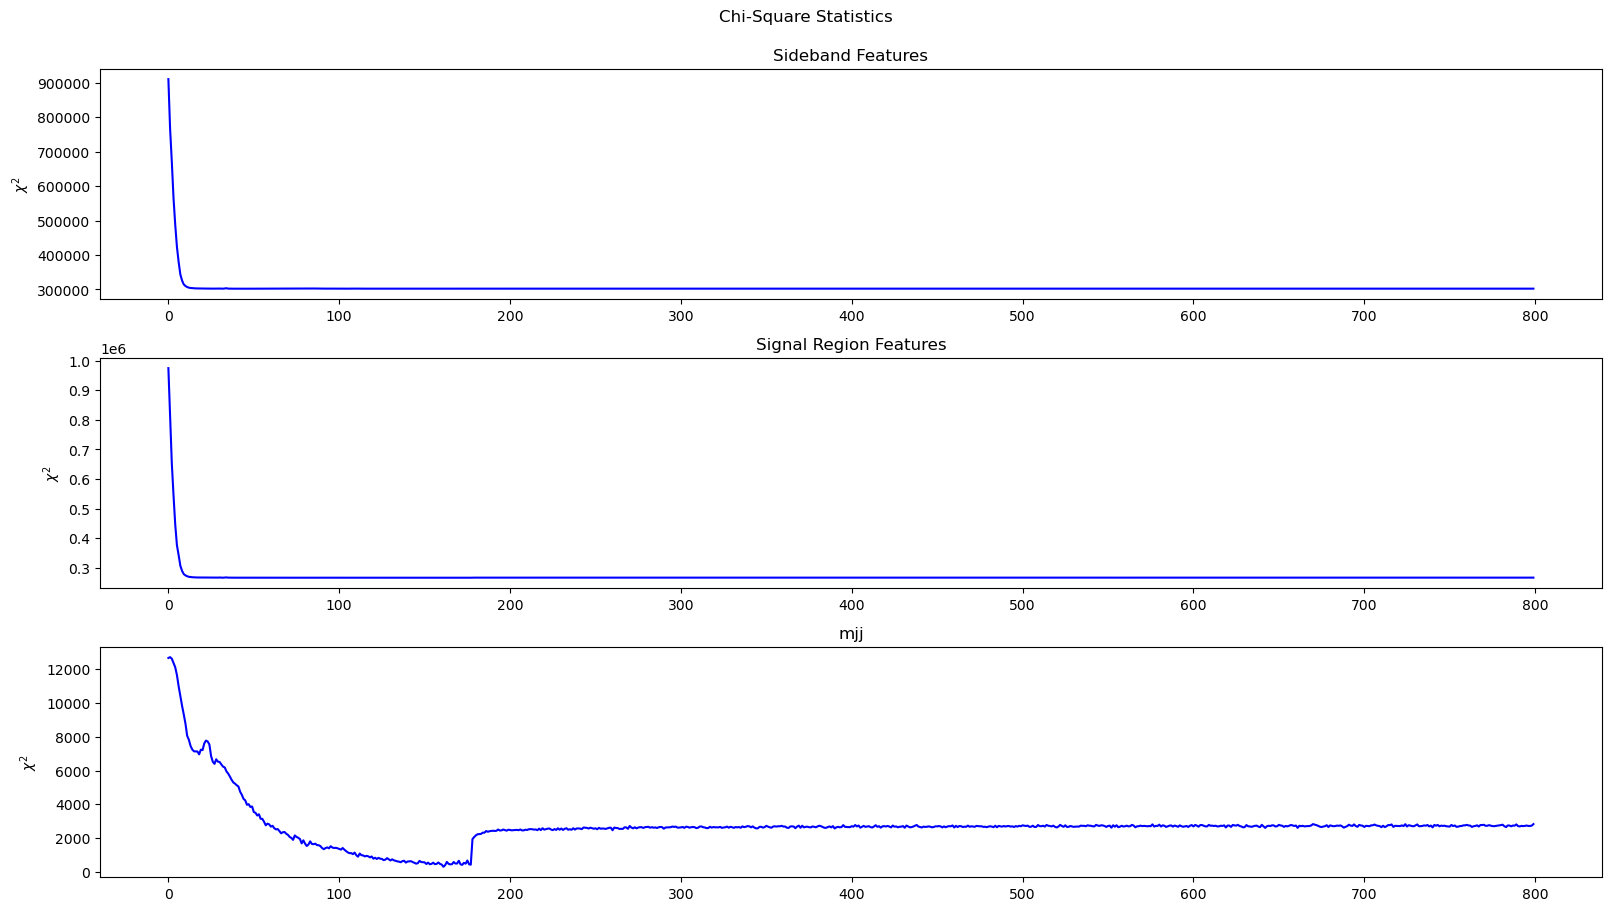 Chi-Square Statistics
Sideband Features
900000
800000
700000
600000
500000
400000
300000
χ²
0 100 200 300 400 500 600 700 800
Signal Region Features
1e6
1.0
0.9
0.8
0.7
0.6
0.5
0.4
0.3
χ²
0 100 200 300 400 500 600 700 800
mjj
12000
10000
8000
6000
4000
2000
0
χ²
0 100 200 300 400 500 600 700 800